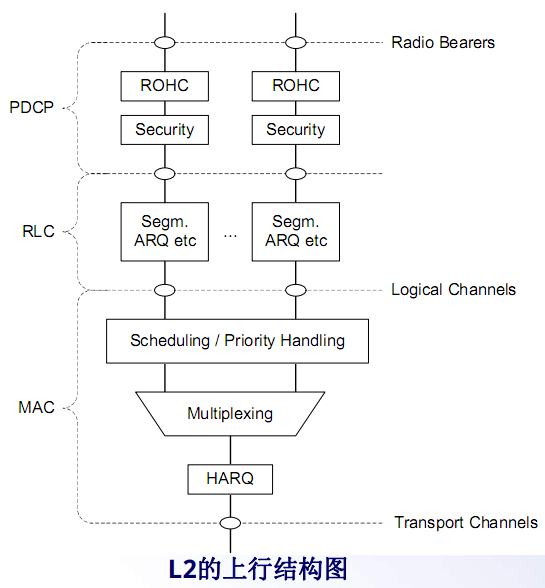 Radio Bearers
ROHC
ROHC
PDCP
Security
Security
RLC
Segm.
ARQ etc
...
Segm.
ARQ etc
Logical Channels
Scheduling / Priority Handling
MAC
Multiplexing
HARQ
Transport Channels
L2的上行结构图